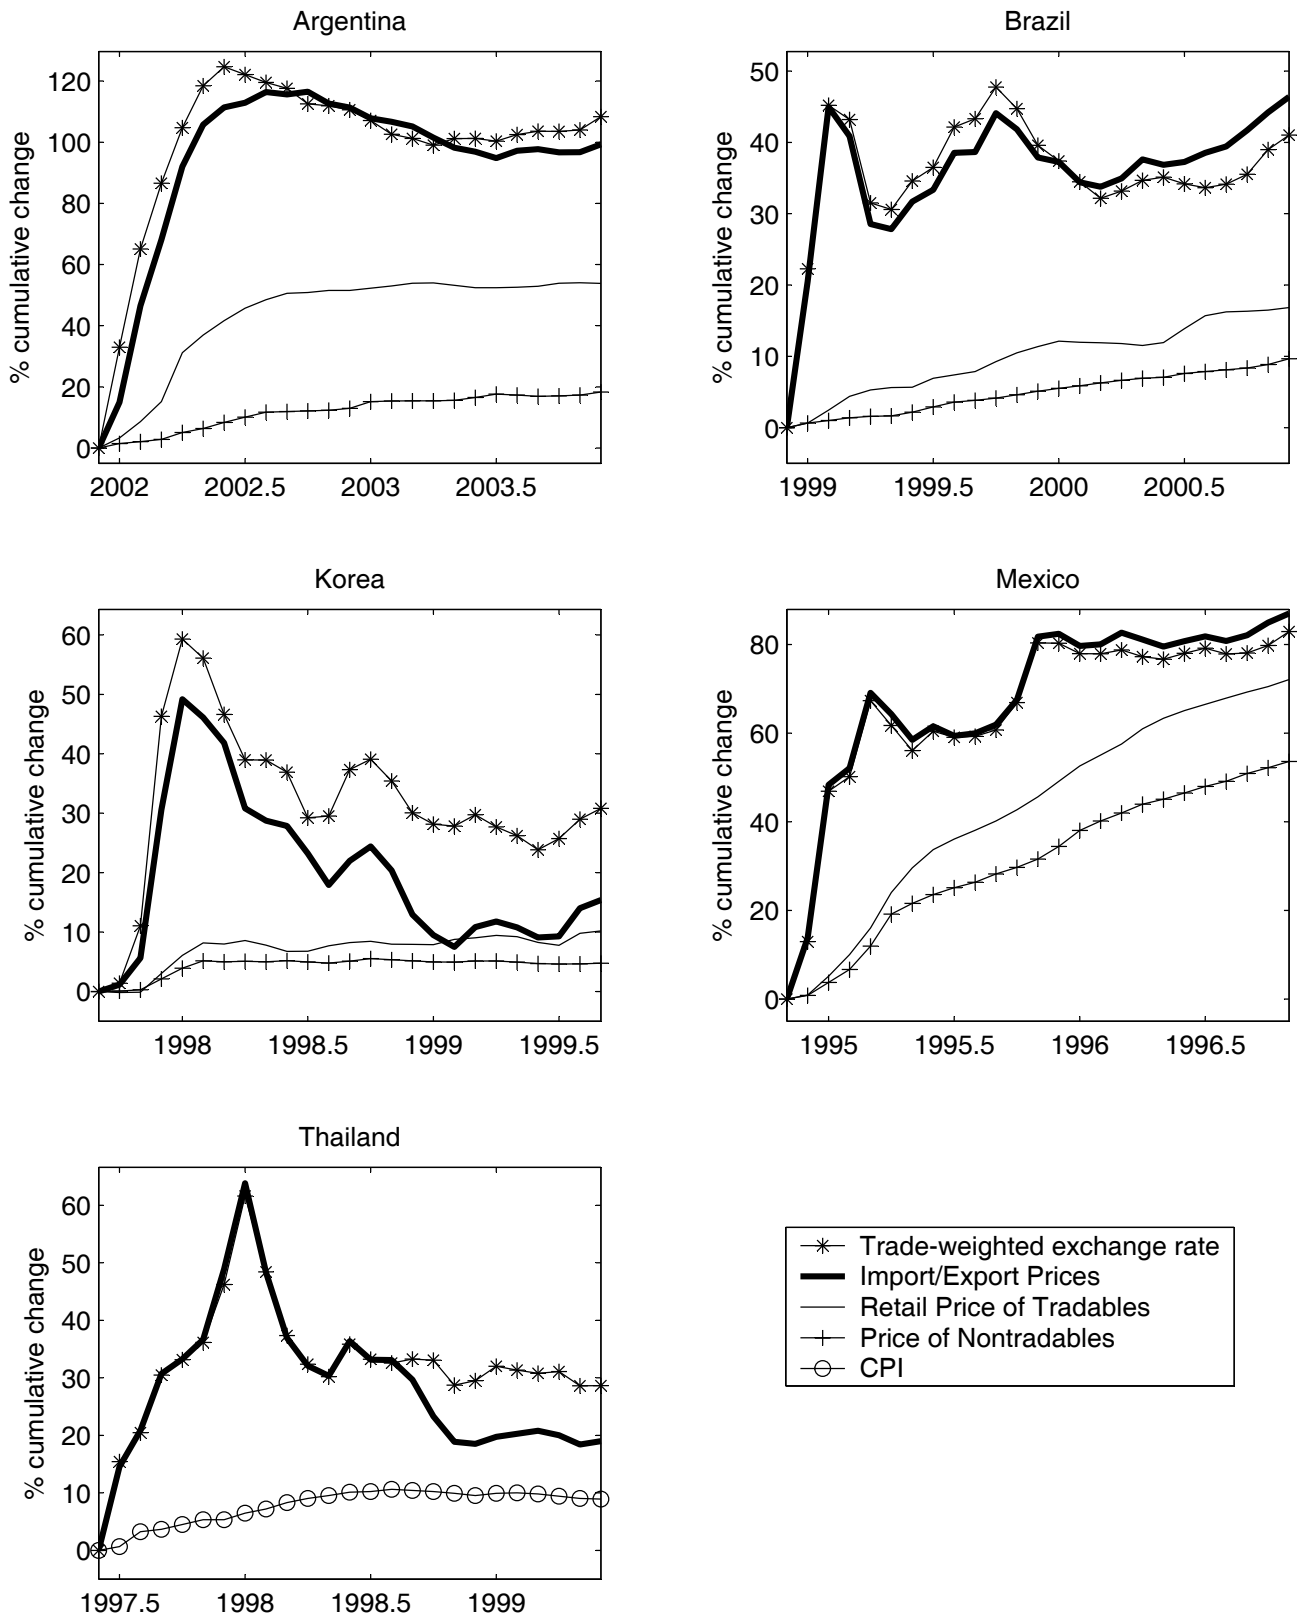 Argentina
% cumulative change
120
100
80
60
40
20
0
2002 2002.5 2003 2003.5
Brazil
% cumulative change
50
40
30
20
10
0
1999 1999.5 2000 2000.5
Korea
% cumulative change
60
50
40
30
20
10
0
1998 1998.5 1999 1999.5
Mexico
% cumulative change
80
60
40
20
0
1995 1995.5 1996 1996.5
Thailand
% cumulative change
60
50
40
30
20
10
0
1997.5 1998 1998.5 1999
Trade-weighted exchange rate
Import/Export Prices
Retail Price of Tradables
Price of Nontradables
CPI